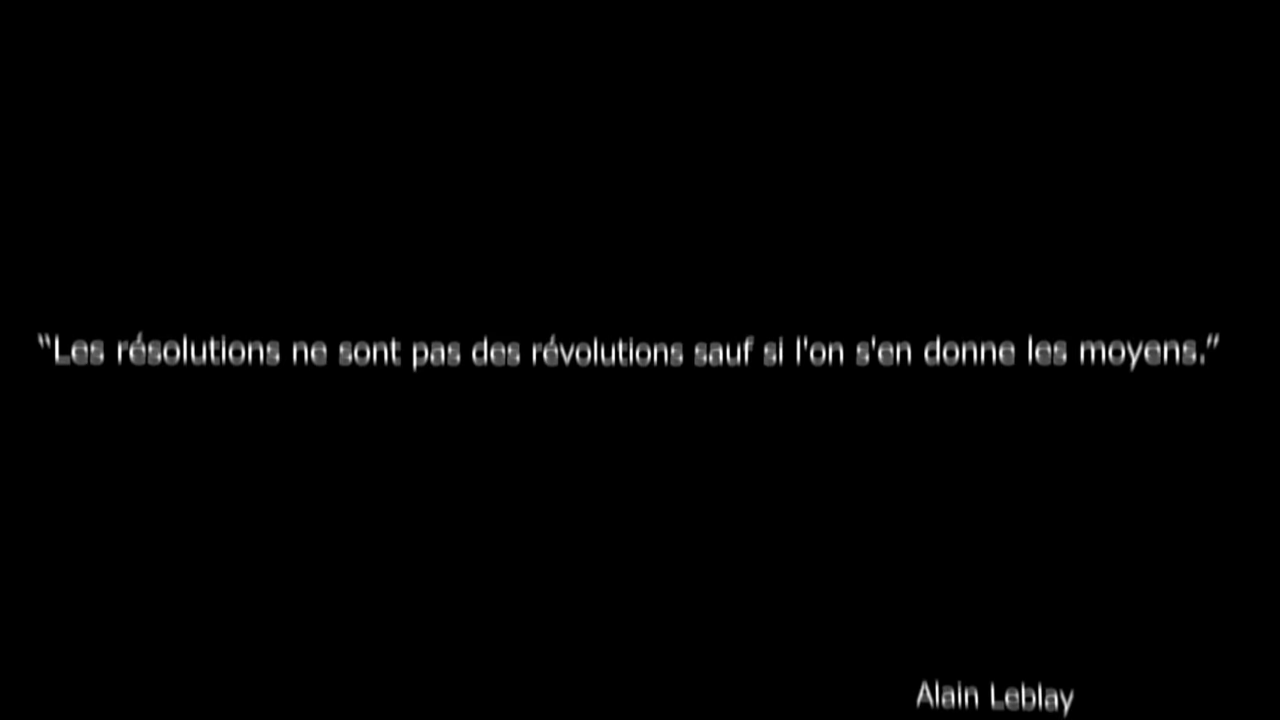 “Les résolutions ne sont pas des révolutions sauf si l'on s'en donne les moyens.”
Alain Leblay